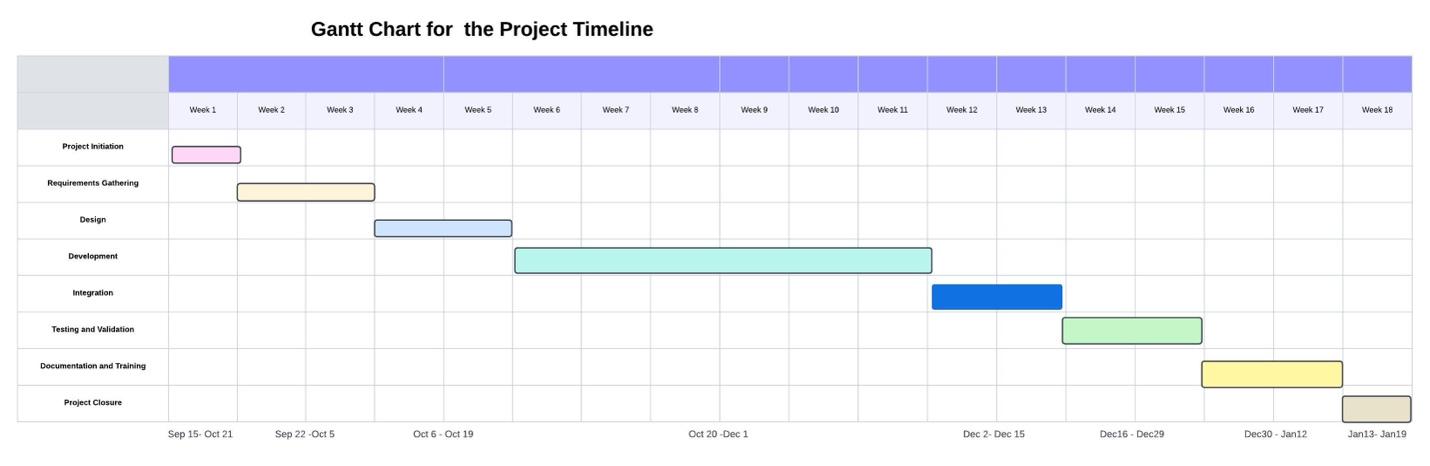 Gantt Chart for  the Project Timeline
Week 1 Week 2 Week 3 Week 4 Week 5 Week 6 Week 7 Week 8 Week 9 Week 10 Week 11 Week 12 Week 13 Week 14 Week 15 Week 16 Week 17 Week 18
Project Initiation
Requirements Gathering
Design
Development
Integration
Testing and Validation
Documentation and Training
Project Closure
Sep 15- Oct 21 Sep 22 -Oct 5 Oct 6 - Oct 19 Oct 20 -Dec 1 Dec 2- Dec 15 Dec16 - Dec29 Dec30 - Jan12 Jan13- Jan19